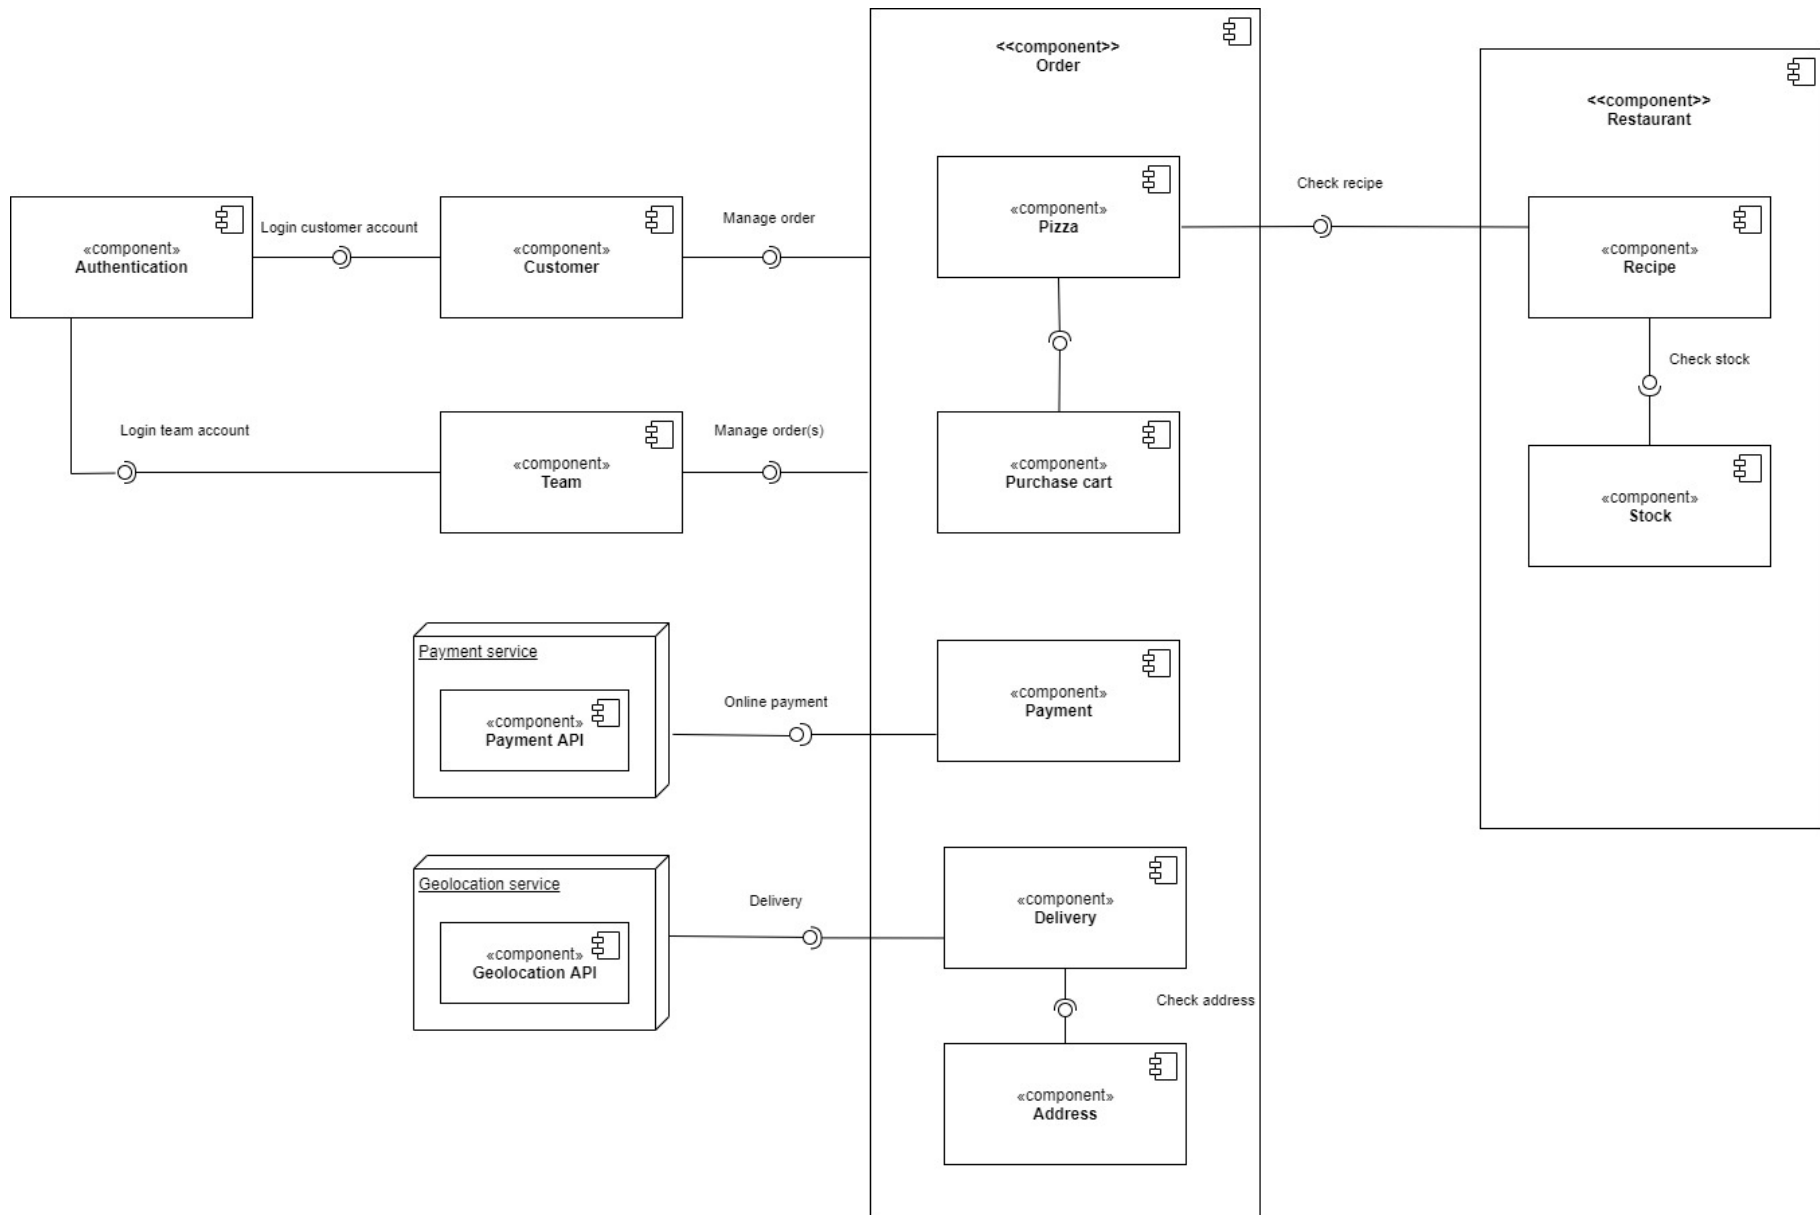 <<component>>
Order
<<component>>
Restaurant
«component»
Authentication
Login customer account
«component»
Customer
Manage order
«component»
Pizza
Check recipe
«component»
Recipe
Check stock
Login team account
«component»
Team
Manage order(s)
«component»
Purchase cart
«component»
Stock
Payment service
«component»
Payment API
Online payment
«component»
Payment
Geolocation service
«component»
Geolocation API
Delivery
«component»
Delivery
Check address
«component»
Address